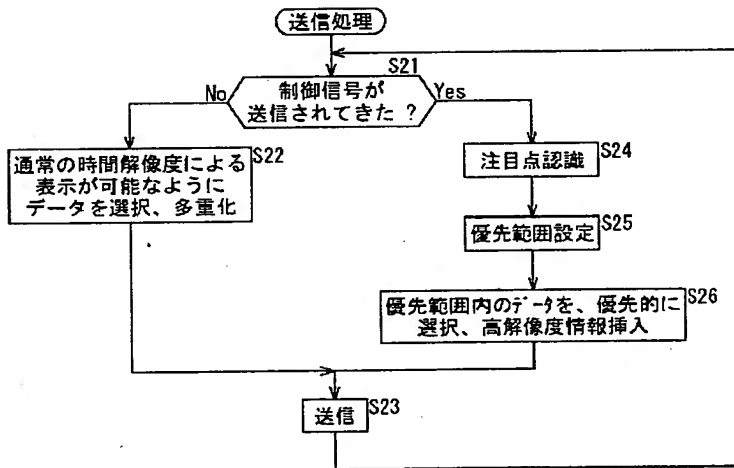 送信処理
S21
制御信号が
送信されてきた ?
No
Yes
S22
通常の時間解像度による
表示が可能なように
データを選択、多重化
S24
注目点認識
S25
優先範囲設定
S26
優先範囲内のデータを、優先的に
選択、高解像度情報挿入
S23
送信